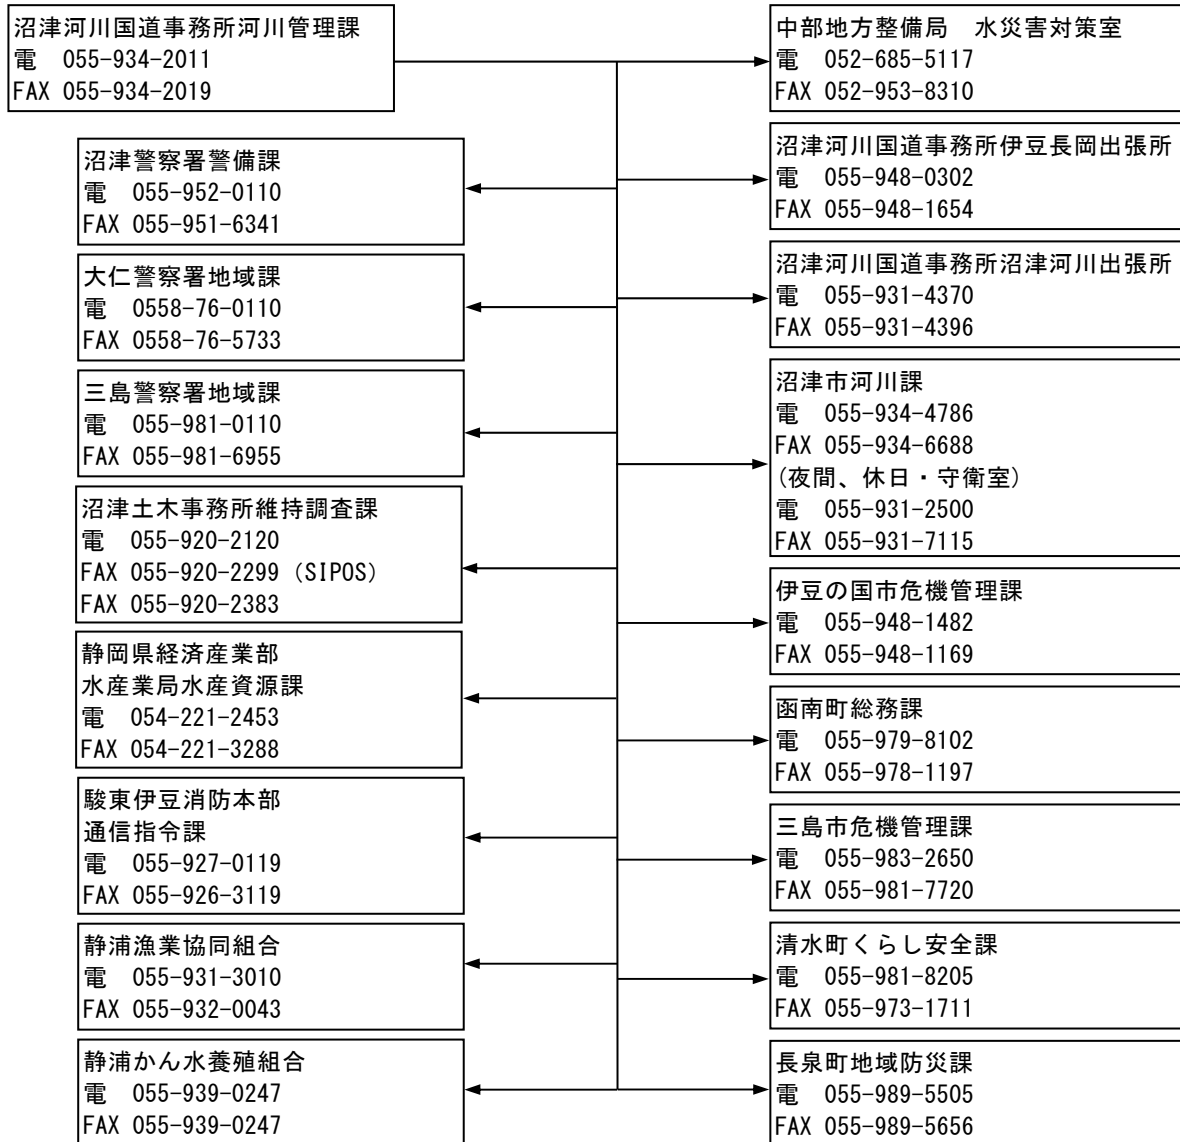 沼津河川国道事務所河川管理課
電　055-934-2011
FAX 055-934-2019
沼津警察署警備課
電　055-952-0110
FAX 055-951-6341
大仁警察署地域課
電　0558-76-0110
FAX 0558-76-5733
三島警察署地域課
電　055-981-0110
FAX 055-981-6955
沼津土木事務所維持調査課
電　055-920-2120
FAX 055-920-2299 (SIPOS)
FAX 055-920-2383
静岡県経済産業部
水産業局水産資源課
電　054-221-2453
FAX 054-221-3288
駿東伊豆消防本部
通信指令課
電　055-927-0119
FAX 055-926-3119
静浦漁業協同組合
電　055-931-3010
FAX 055-932-0043
静浦かん水養殖組合
電　055-939-0247
FAX 055-939-0247
中部地方整備局　水災害対策室
電　052-685-5117
FAX 052-953-8310
沼津河川国道事務所伊豆長岡出張所
電　055-948-0302
FAX 055-948-1654
沼津河川国道事務所沼津河川出張所
電　055-931-4370
FAX 055-931-4396
沼津市河川課
電　055-934-4786
FAX 055-934-6688
(夜間、休日・守衛室)
電　055-931-2500
FAX 055-931-7115
伊豆の国市危機管理課
電　055-948-1482
FAX 055-948-1169
函南町総務課
電　055-979-8102
FAX 055-978-1197
三島市危機管理課
電　055-983-2650
FAX 055-981-7720
清水町くらし安全課
電　055-981-8205
FAX 055-973-1711
長泉町地域防災課
電　055-989-5505
FAX 055-989-5656